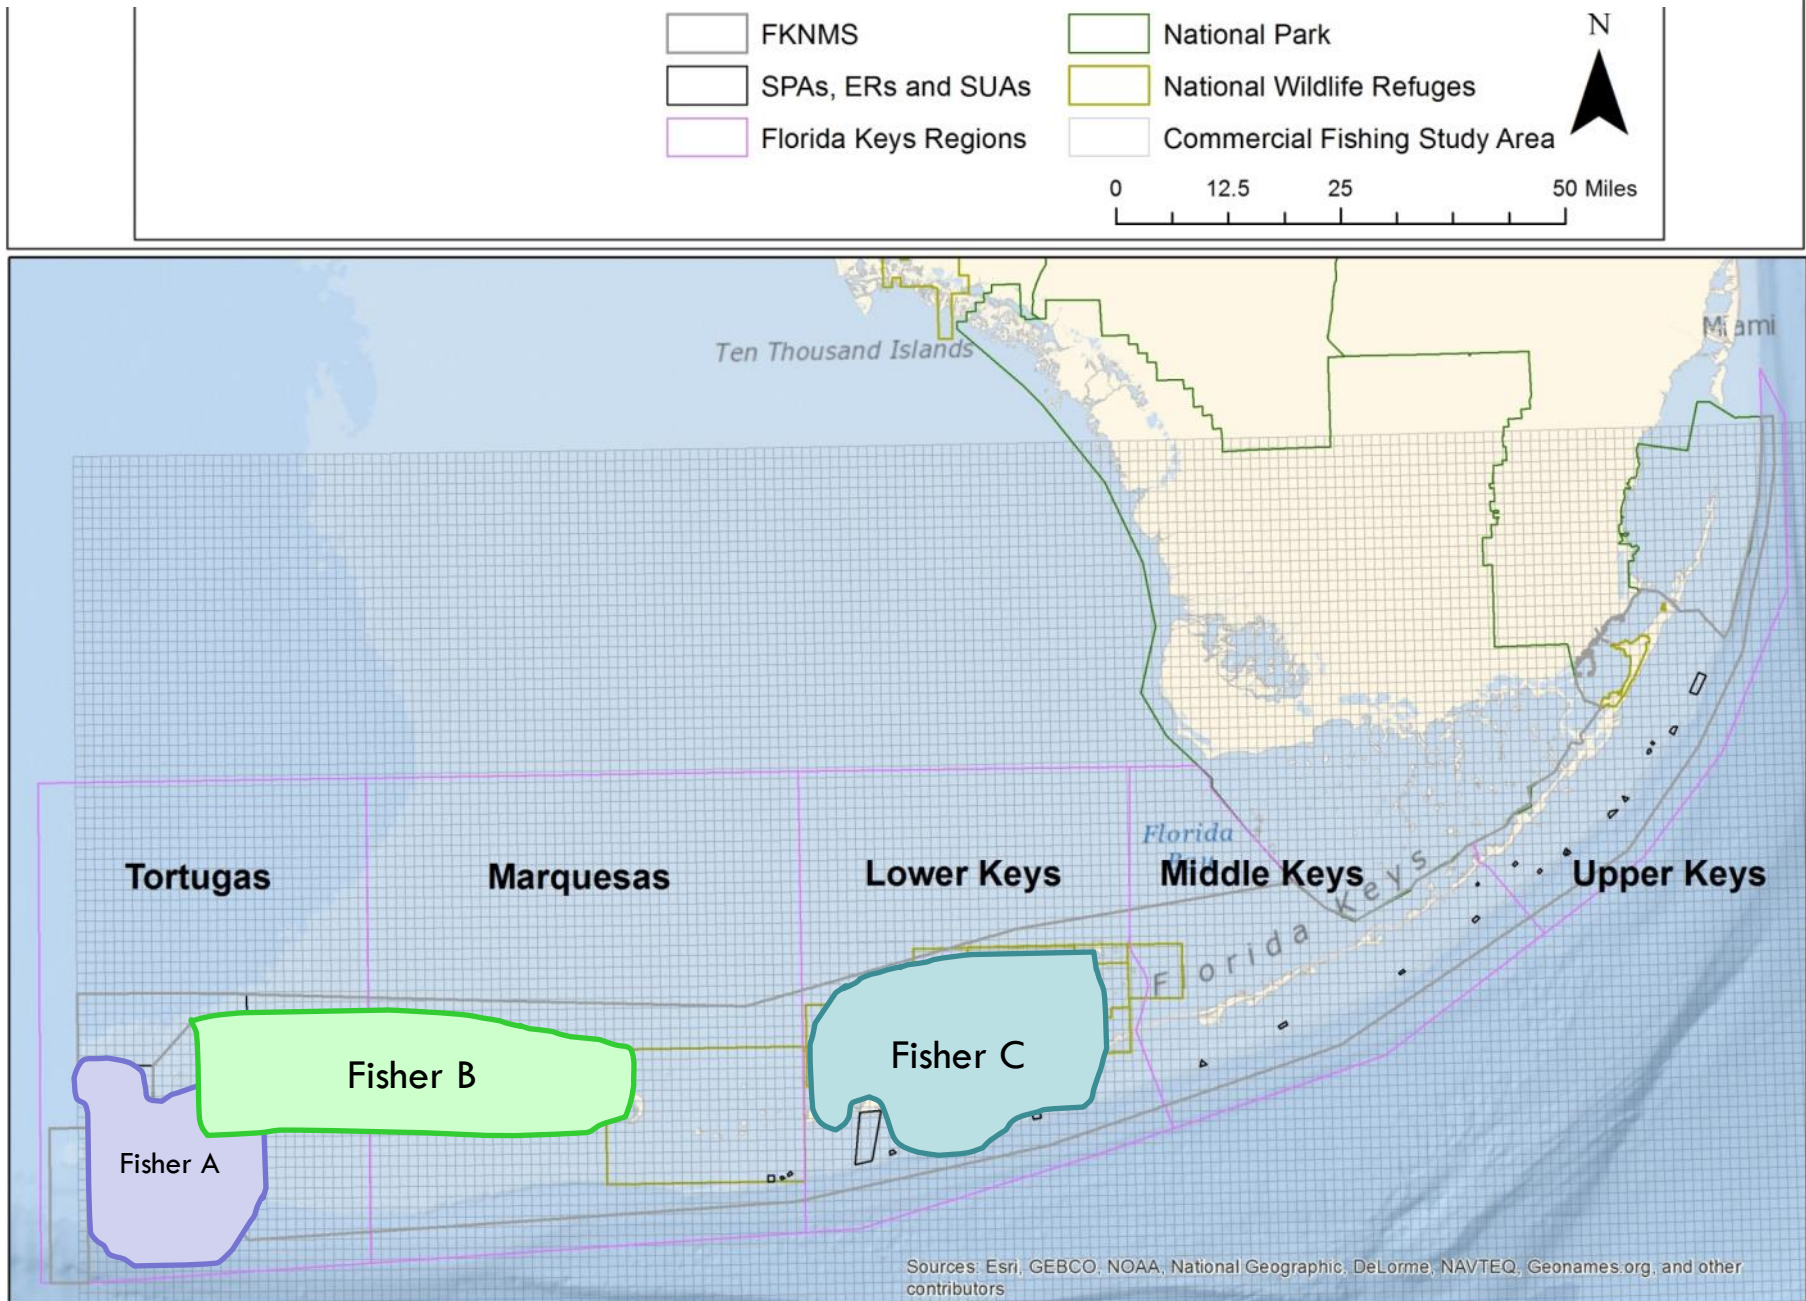 FKNMS
National Park
N
SPAs, ERs and SUAs
National Wildlife Refuges
Florida Keys Regions
Commercial Fishing Study Area
0 12.5 25 50 Miles
Miami
Ten Thousand Islands
Florida
Tortugas
Marquesas
Lower Keys
Middle Keys
Upper Keys
Florida Keys
Fisher B
Fisher C
Fisher A
Sources: Esri, GEBCO, NOAA, National Geographic, DeLorme, NAVTEQ, Geonames.org, and other
contributors